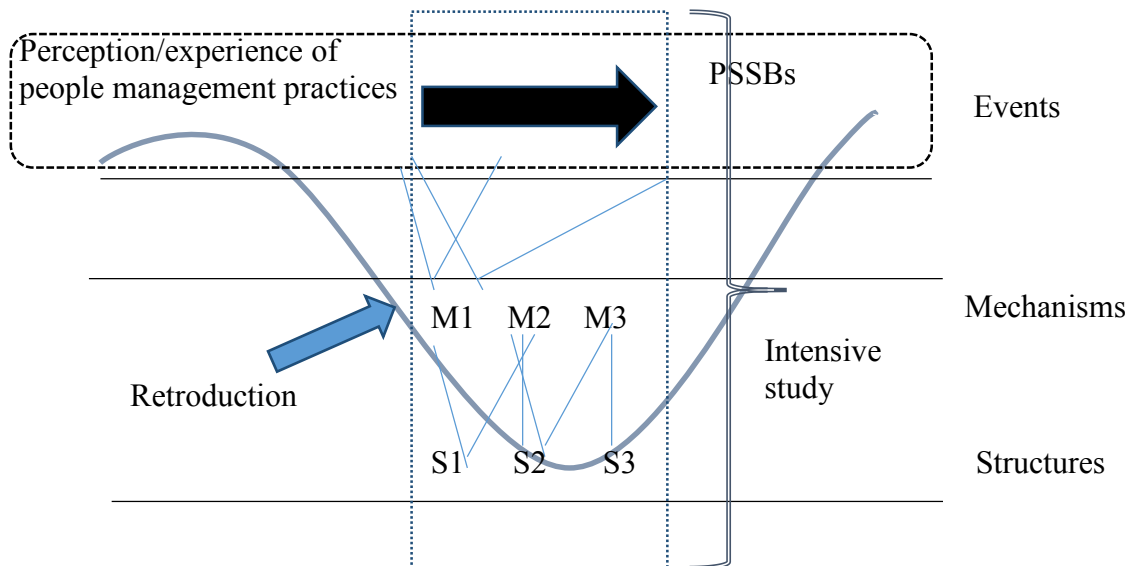 Perception/experience of
people management practices
PSSBs
Events
M1 M2 M3
Mechanisms
Intensive
study
Retroduction
S1 S2 S3
Structures